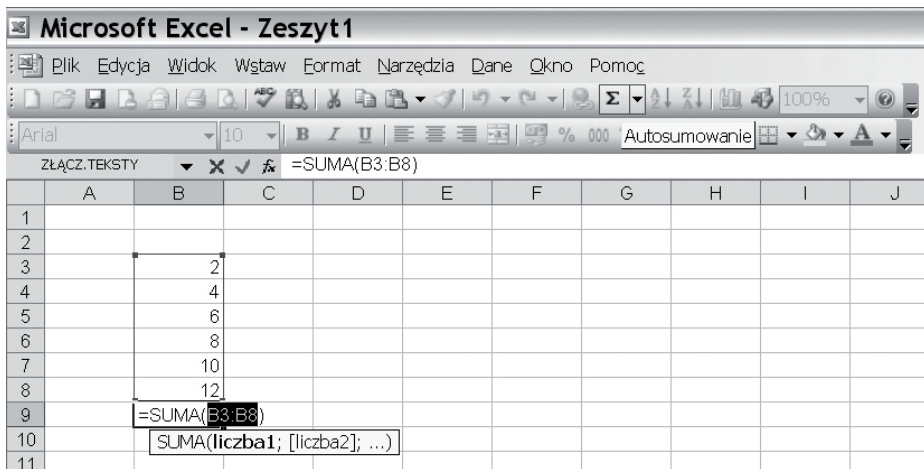 Microsoft Excel - Zeszyt1
Plik Edycja Widok Wstaw Format Narzędzia Dane Okno Pomoc
ABC Σ A Z Z A 100%
Arial 10 B I U % 000 Autosumowanie A
ZŁĄCZ.TEKSTY fx =SUMA(B3:B8)
A B C D E F G H I J
1
2
3 2
4 4
5 6
6 8
7 10
8 12
9 =SUMA(B3:B8)
10 SUMA(liczba1; [liczba2]; ...)
11